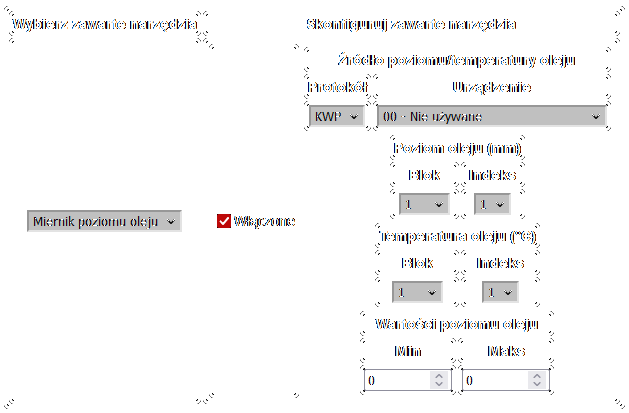 Wybierz zawarte narzędzia
Skonfiguruj zawarte narzędzia
Źródło poziomu/temperatury oleju
Protokół Urządzenie
KWP 00 - Nie używane
Poziom oleju (mm)
Blok Indeks
1 1
Miernik poziomu oleju Włączone
Temperatura oleju (°C)
Blok Indeks
1 1
Wartości poziomu oleju
Min Maks
0 0